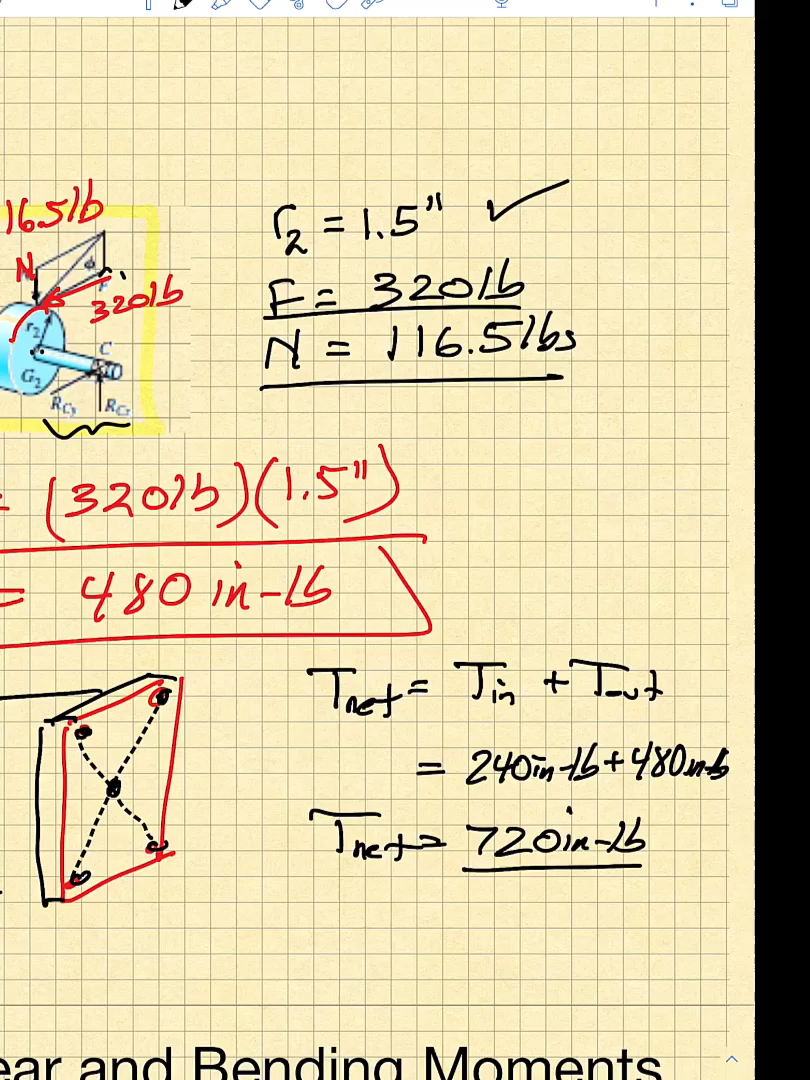 16.5lb
r2 = 1.5" ✓
N
F
320lb
F = 320lb
r2
N = 116.5lbs
C
G2
RCy RCz
= (320lb)(1.5")
= 480 in-lb
Tnet = Tin + Tout
= 240in-lb + 480in-lb
Tnet = 720in-lb
ear and Bending Moments